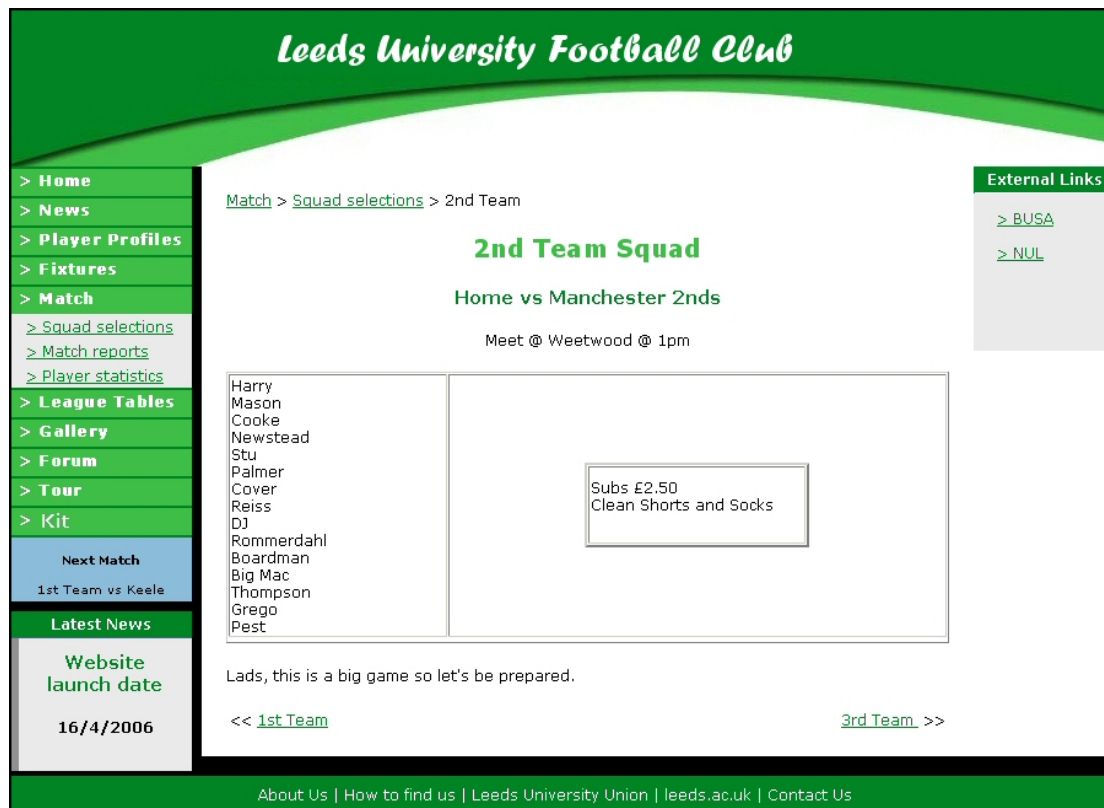 Leeds University Football Club
> Home
> News
> Player Profiles
> Fixtures
> Match
> Squad selections
> Match reports
> Player statistics
> League Tables
> Gallery
> Forum
> Tour
> Kit
Next Match
1st Team vs Keele
Latest News
Website
launch date
16/4/2006
Match > Squad selections > 2nd Team
2nd Team Squad
Home vs Manchester 2nds
Meet @ Weetwood @ 1pm
Harry
Mason
Cooke
Newstead
Stu
Palmer
Cover
Reiss
DJ
Rommerdahl
Boardman
Big Mac
Thompson
Grego
Pest
Subs £2.50
Clean Shorts and Socks
Lads, this is a big game so let's be prepared.
<< 1st Team
3rd Team >>
External Links
> BUSA
> NUL
About Us | How to find us | Leeds University Union | leeds.ac.uk | Contact Us